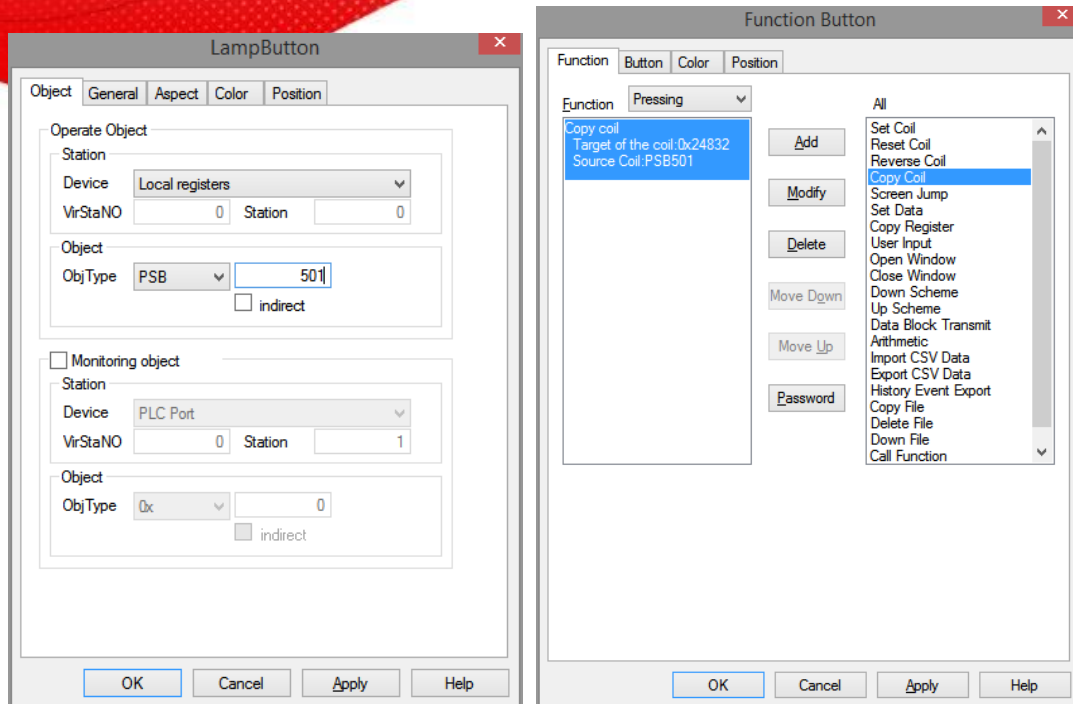 LampButton
Object General Aspect Color Position
Operate Object
Station
Device Local registers
VirStaNO 0 Station 0
Object
ObjType PSB 501
indirect
Monitoring object
Station
Device PLC Port
VirStaNO 0 Station 1
Object
ObjType 0x 0
indirect
OK Cancel Apply Help
Function Button
Function Button Color Position
Function Pressing
Copy coil
Target of the coil:0x24832
Source Coil:PSB501
Add
Modify
Delete
Move Down
Move Up
Password
All
Set Coil
Reset Coil
Reverse Coil
Copy Coil
Screen Jump
Set Data
Copy Register
User Input
Open Window
Close Window
Down Scheme
Up Scheme
Data Block Transmit
Arithmetic
Import CSV Data
Export CSV Data
History Event Export
Copy File
Delete File
Down File
Call Function
OK Cancel Apply Help